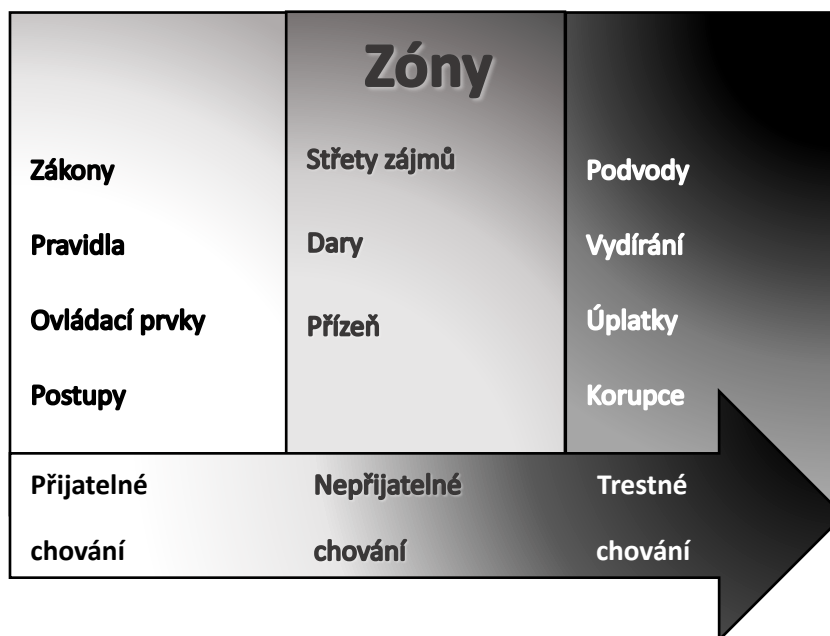 Zóny
Zákony
Pravidla
Ovládací prvky
Postupy
Střety zájmů
Dary
Přízeň
Podvody
Vydírání
Úplatky
Korupce
Přijatelné
chování
Nepřijatelné
chování
Trestné
chování